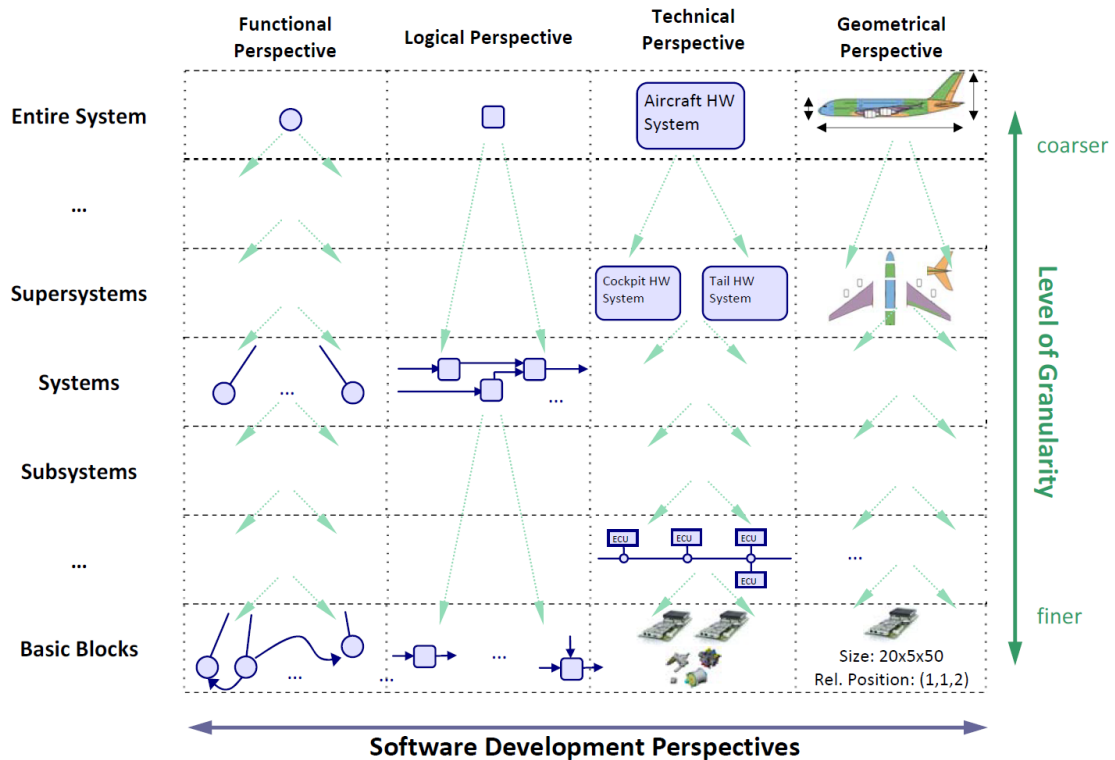 Functional
Perspective
Logical Perspective
Technical
Perspective
Geometrical
Perspective
Entire System
Aircraft HW
System
coarser
...
Supersystems
Cockpit HW
System
Tail HW
System
Level of Granularity
Systems
...
...
Subsystems
...
ECU
ECU
ECU
ECU
...
finer
Basic Blocks
...
...
...
Size: 20x5x50
Rel. Position: (1,1,2)
Software Development Perspectives